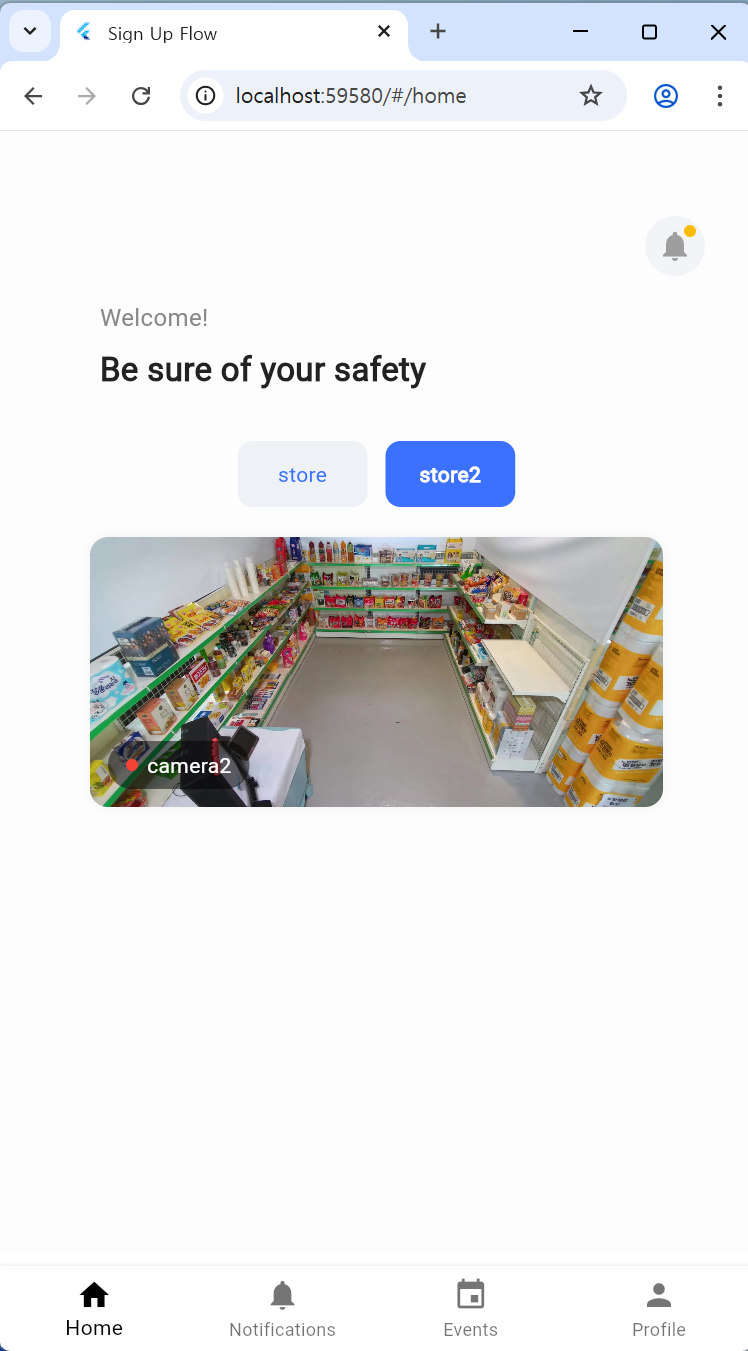 Sign Up Flow
localhost:59580/#/home
Welcome!
Be sure of your safety
store
store2
camera2
Home
Notifications
Events
Profile